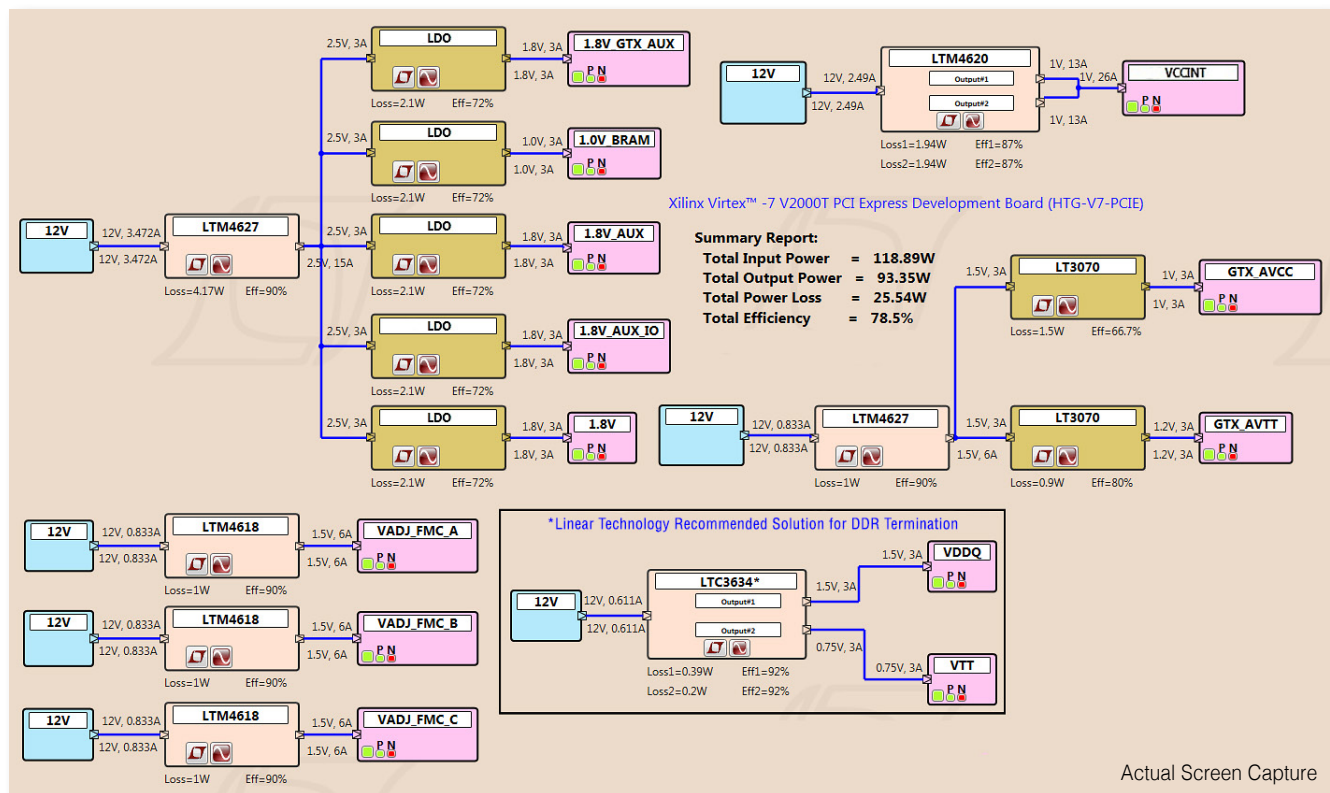 2.5V, 3A
LDO
1.8V, 3A
1.8V_GTX_AUX
1.8V, 3A
P N
Loss=2.1W Eff=72%
2.5V, 3A
LDO
1.0V, 3A
1.0V_BRAM
1.0V, 3A
P N
Loss=2.1W Eff=72%
12V
12V, 3.472A
12V, 3.472A
LTM4627
2.5V, 15A
Loss=4.17W Eff=90%
2.5V, 3A
LDO
1.8V, 3A
1.8V_AUX
1.8V, 3A
P N
Loss=2.1W Eff=72%
2.5V, 3A
LDO
1.8V, 3A
1.8V_AUX_IO
1.8V, 3A
P N
Loss=2.1W Eff=72%
2.5V, 3A
LDO
1.8V, 3A
1.8V
1.8V, 3A
P N
Loss=2.1W Eff=72%
12V
12V, 2.49A
12V, 2.49A
LTM4620
Output#1
Output#2
1V, 13A
1V, 26A
1V, 13A
VCCINT
P N
Loss1=1.94W Eff1=87%
Loss2=1.94W Eff2=87%
Xilinx Virtex™ -7 V2000T PCI Express Development Board (HTG-V7-PCIE)
Summary Report:
Total Input Power = 118.89W
Total Output Power = 93.35W
Total Power Loss = 25.54W
Total Efficiency = 78.5%
1.5V, 3A
LT3070
1V, 3A
GTX_AVCC
1V, 3A
P N
Loss=1.5W Eff=66.7%
12V
12V, 0.833A
12V, 0.833A
LTM4627
1.5V, 3A
1.5V, 6A
Loss=1W Eff=90%
LT3070
1.2V, 3A
GTX_AVTT
1.2V, 3A
P N
Loss=0.9W Eff=80%
12V
12V, 0.833A
12V, 0.833A
LTM4618
1.5V, 6A
1.5V, 6A
VADJ_FMC_A
P N
Loss=1W Eff=90%
12V
12V, 0.833A
12V, 0.833A
LTM4618
1.5V, 6A
1.5V, 6A
VADJ_FMC_B
P N
Loss=1W Eff=90%
12V
12V, 0.833A
12V, 0.833A
LTM4618
1.5V, 6A
1.5V, 6A
VADJ_FMC_C
P N
Loss=1W Eff=90%
*Linear Technology Recommended Solution for DDR Termination
12V
12V, 0.611A
12V, 0.611A
LTC3634*
Output#1
Output#2
1.5V, 3A
1.5V, 3A
VDDQ
P N
0.75V, 3A
0.75V, 3A
VTT
P N
Loss1=0.39W Eff1=92%
Loss2=0.2W Eff2=92%
Actual Screen Capture